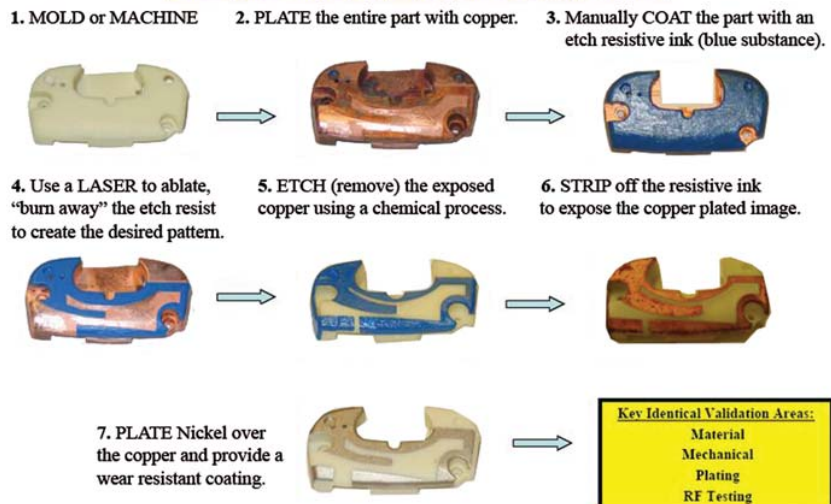 1. MOLD or MACHINE
2. PLATE the entire part with copper.
3. Manually COAT the part with an
etch resistive ink (blue substance).
4. Use a LASER to ablate,
“burn away” the etch resist
to create the desired pattern.
5. ETCH (remove) the exposed
copper using a chemical process.
6. STRIP off the resistive ink
to expose the copper plated image.
7. PLATE Nickel over
the copper and provide a
wear resistant coating.
Key Identical Validation Areas:
Material
Mechanical
Plating
RF Testing